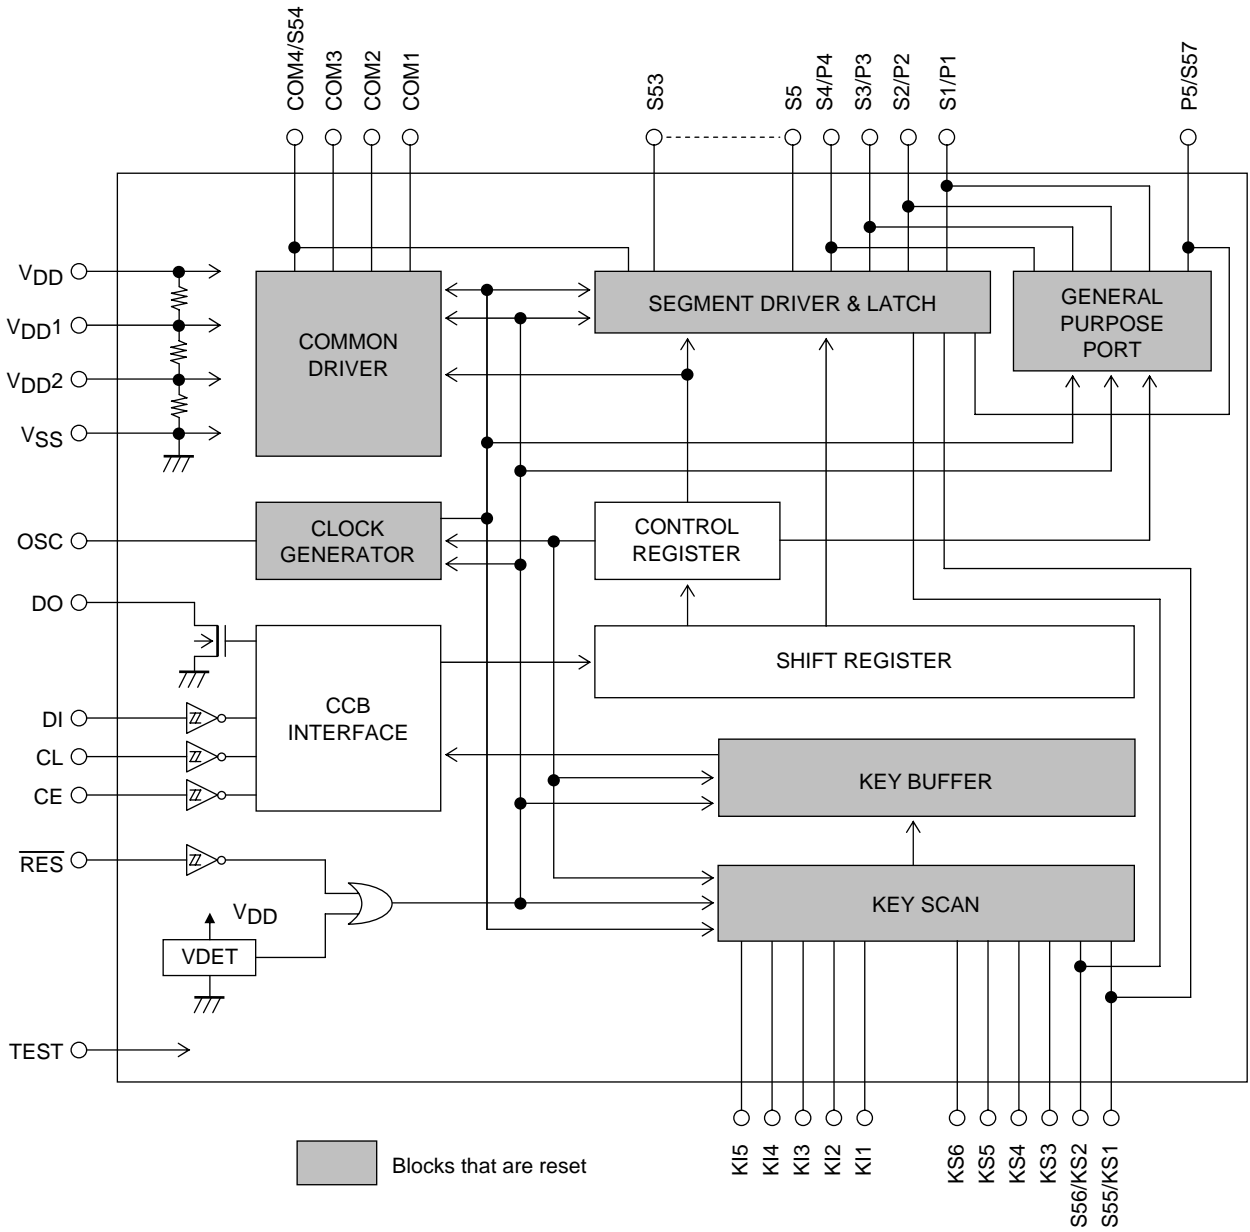 COM4/S54
COM3
COM2
COM1
S53
S5
S4/P4
S3/P3
S2/P2
S1/P1
P5/S57
VDD
VDD1
VDD2
VSS
COMMON
DRIVER
SEGMENT DRIVER & LATCH
GENERAL
PURPOSE
PORT
OSC
CLOCK
GENERATOR
CONTROL
REGISTER
DO
CCB
INTERFACE
SHIFT REGISTER
DI
CL
CE
KEY BUFFER
RES
VDD
VDET
KEY SCAN
TEST
KI5
KI4
KI3
KI2
KI1
KS6
KS5
KS4
KS3
S56/KS2
S55/KS1
Blocks that are reset